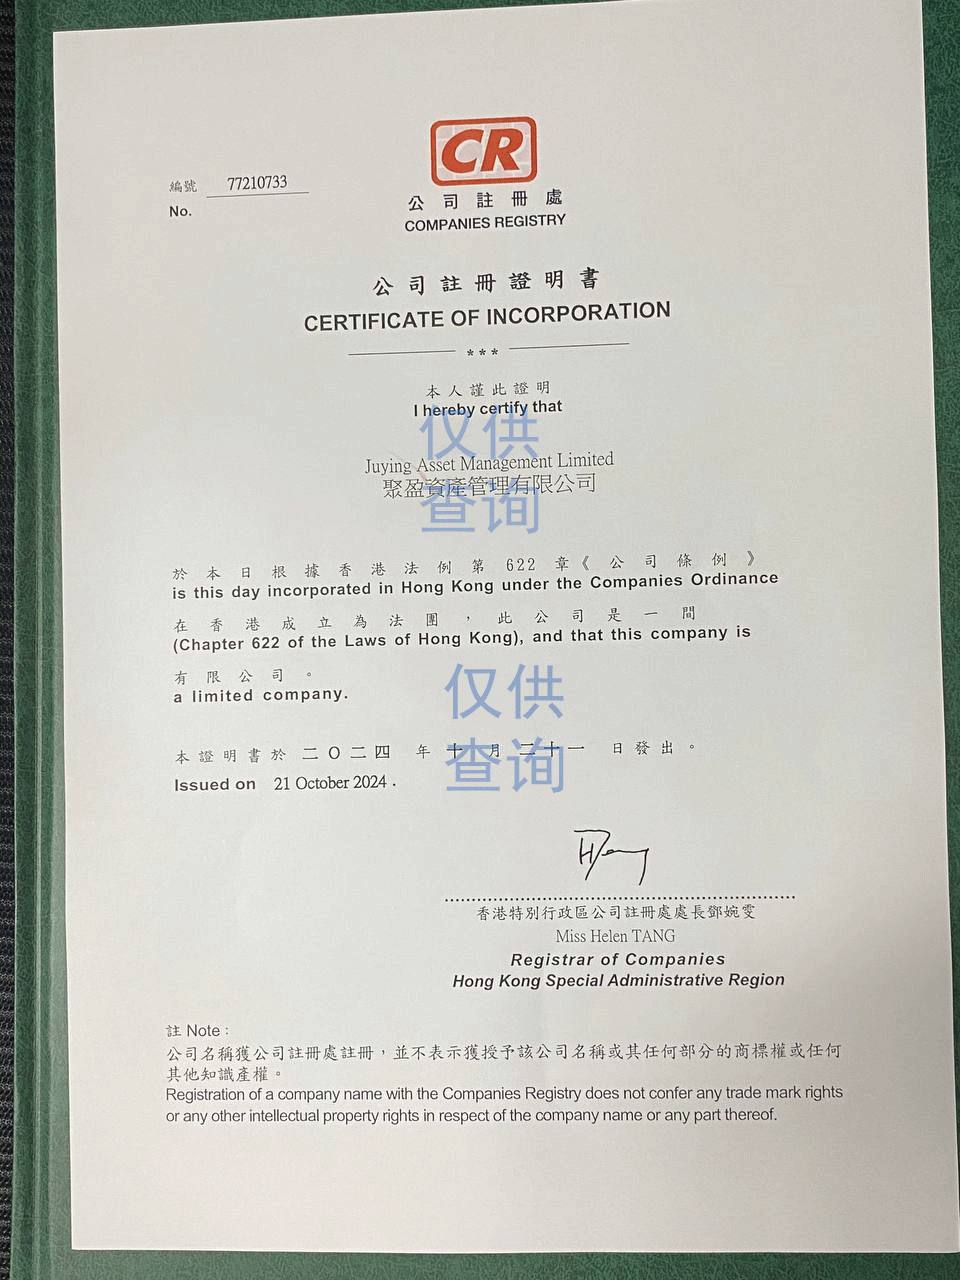 CR
公司註冊處
COMPANIES REGISTRY
編號 77210733
No.
公司註冊證明書
CERTIFICATE OF INCORPORATION
***
本人謹此證明
I hereby certify that
仅供
Juying Asset Management Limited
聚盈資產管理有限公司
查询
於本日根據香港法例第622章《公司條例》
is this day incorporated in Hong Kong under the Companies Ordinance
在香港成立為法團，此公司是一間
(Chapter 622 of the Laws of Hong Kong), and that this company is
有限公司。
a limited company.
仅供
本證明書於二〇二四年十月二十一日發出。
查询
Issued on 21 October 2024 .
香港特別行政區公司註冊處處長鄧婉雯
Miss Helen TANG
Registrar of Companies
Hong Kong Special Administrative Region
註 Note :
公司名稱獲公司註冊處註冊，並不表示獲授予該公司名稱或其任何部分的商標權或任何
其他知識產權。
Registration of a company name with the Companies Registry does not confer any trade mark rights
or any other intellectual property rights in respect of the company name or any part thereof.